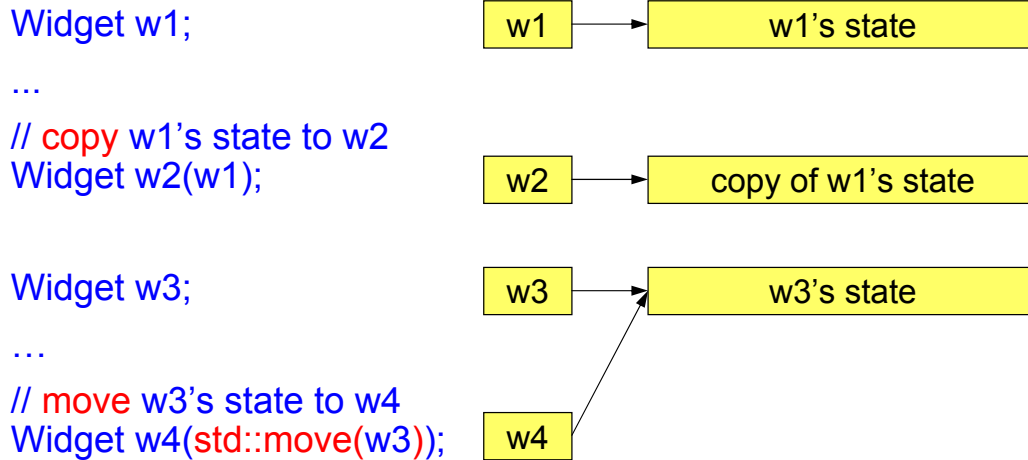 Widget w1;
w1
w1’s state
...
// copy w1’s state to w2
Widget w2(w1);
w2
copy of w1’s state
Widget w3;
w3
w3’s state
…
// move w3’s state to w4
Widget w4(std::move(w3));
w4